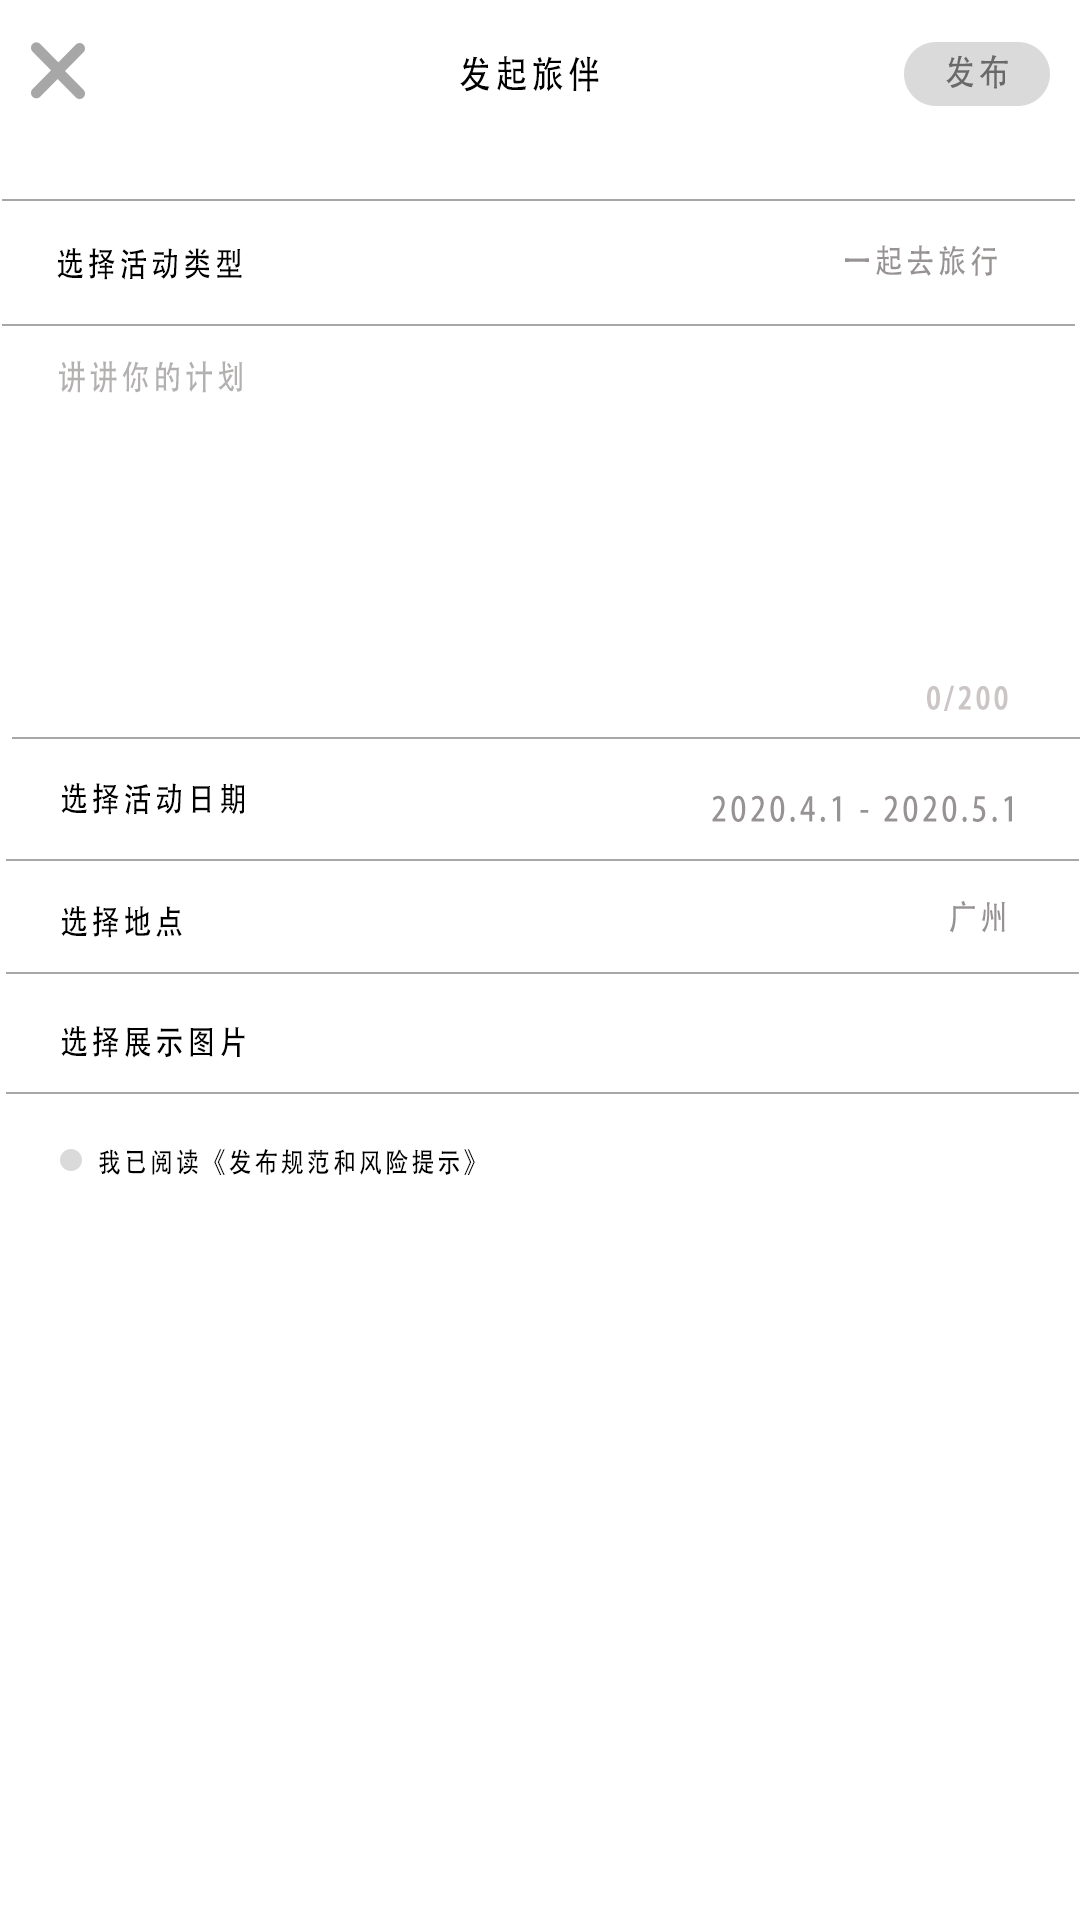 发起旅伴
发布
选择活动类型
一起去旅行
讲讲你的计划
0/200
选择活动日期
2020.4.1 - 2020.5.1
选择地点
广州
选择展示图片
我已阅读《发布规范和风险提示》